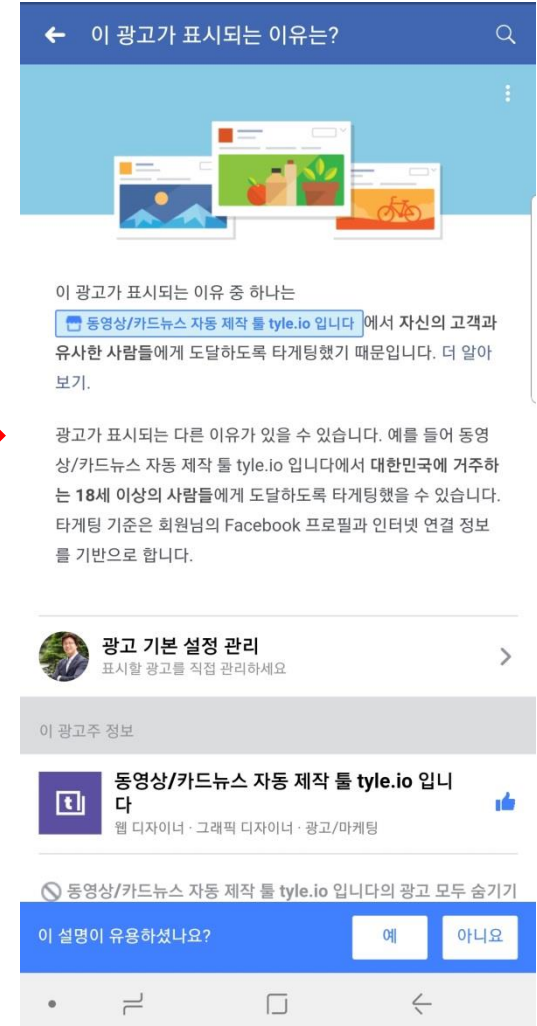 이 광고가 표시되는 이유는?
이 광고가 표시되는 이유 중 하나는
동영상/카드뉴스 자동 제작 툴 tyle.io 입니다 에서 자신의 고객과
유사한 사람들에게 도달하도록 타게팅했기 때문입니다. 더 알아
보기.
광고가 표시되는 다른 이유가 있을 수 있습니다. 예를 들어 동영
상/카드뉴스 자동 제작 툴 tyle.io 입니다에서 대한민국에 거주하
는 18세 이상의 사람들에게 도달하도록 타게팅했을 수 있습니다.
타게팅 기준은 회원님의 Facebook 프로필과 인터넷 연결 정보
를 기반으로 합니다.
광고 기본 설정 관리
표시할 광고를 직접 관리하세요
이 광고주 정보
동영상/카드뉴스 자동 제작 툴 tyle.io 입니
다
웹 디자이너 · 그래픽 디자이너 · 광고/마케팅
동영상/카드뉴스 자동 제작 툴 tyle.io 입니다의 광고 모두 숨기기
이 설명이 유용하셨나요?
예
아니요